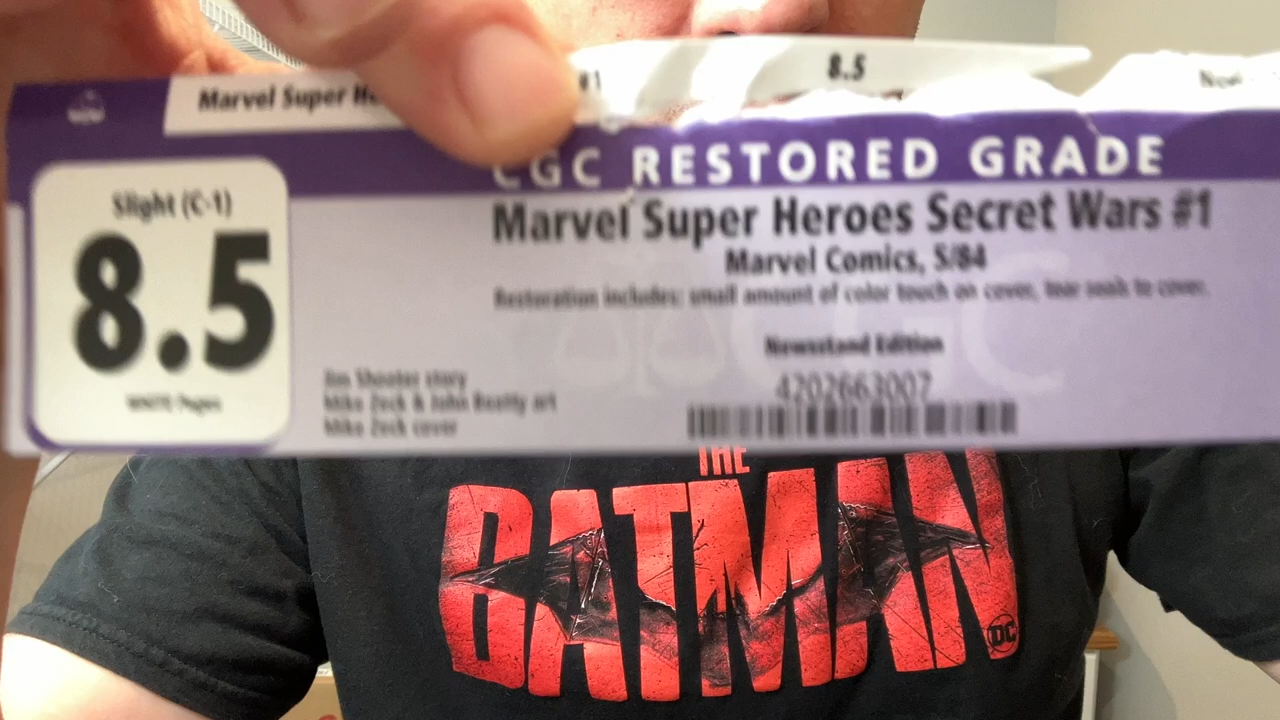 Marvel Super He
#1
8.5
CGC RESTORED GRADE
Slight (C-1)
8.5
WHITE Pages
Marvel Super Heroes Secret Wars #1
Marvel Comics, 5/84
Restoration includes: small amount of color touch on cover, tear seals to cover.
Newsstand Edition
4202663007
Jim Shooter story
Mike Zeck & John Beatty art
Mike Zeck cover
CGC
THE
BATMAN
DC